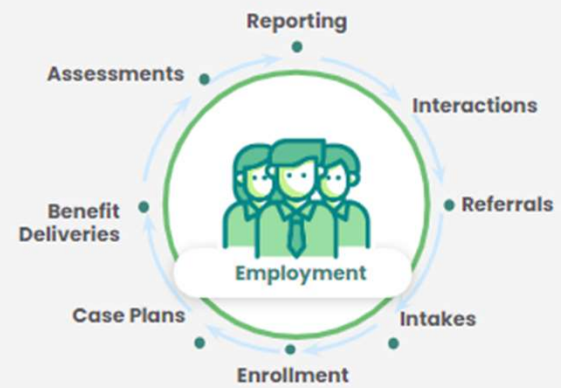 Reporting
Assessments
Interactions
Benefit
Deliveries
Referrals
Employment
Case Plans
Intakes
Enrollment